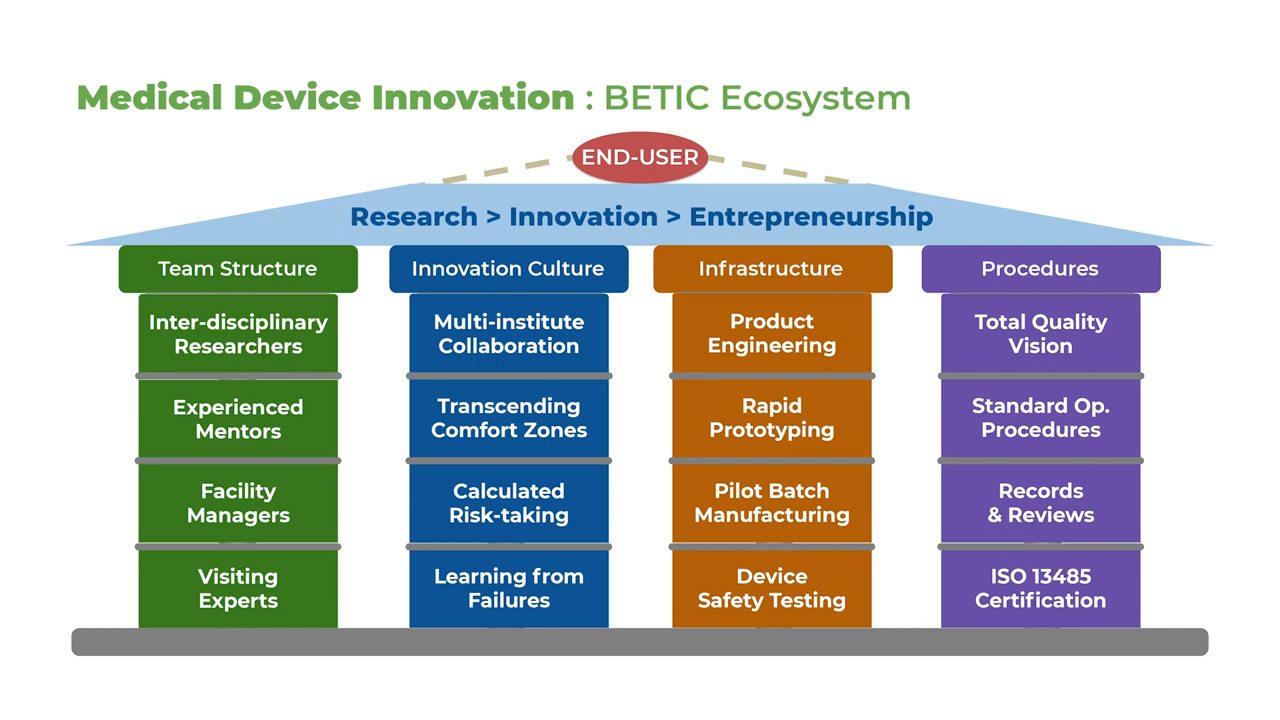 Medical Device Innovation : BETIC Ecosystem
END-USER
Research > Innovation > Entrepreneurship
Team Structure
Inter-disciplinary
Researchers
Experienced
Mentors
Facility
Managers
Visiting
Experts
Innovation Culture
Multi-institute
Collaboration
Transcending
Comfort Zones
Calculated
Risk-taking
Learning from
Failures
Infrastructure
Product
Engineering
Rapid
Prototyping
Pilot Batch
Manufacturing
Device
Safety Testing
Procedures
Total Quality
Vision
Standard Op.
Procedures
Records
& Reviews
ISO 13485
Certification